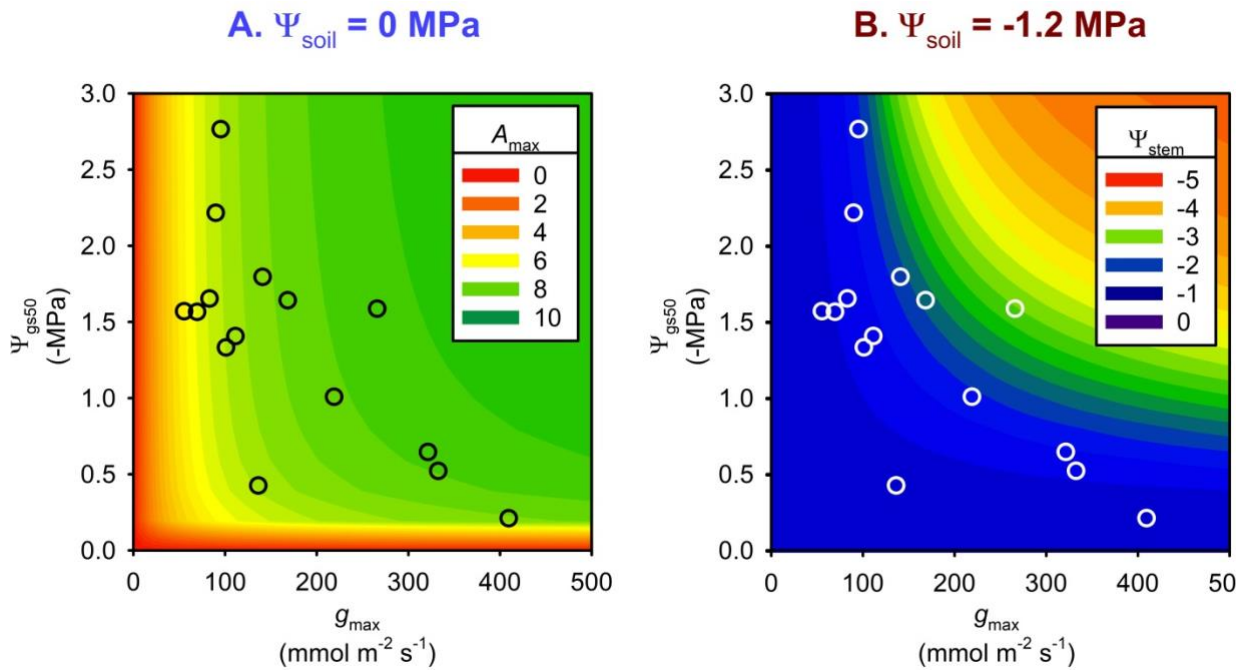 A. Ψsoil = 0 MPa
3.0
2.5
2.0
1.5
1.0
0.5
0.0
Ψgs50
(-MPa)
0 100 200 300 400 500
gmax
(mmol m-2 s-1)
Amax
0
2
4
6
8
10
B. Ψsoil = -1.2 MPa
3.0
2.5
2.0
1.5
1.0
0.5
0.0
Ψgs50
(-MPa)
0 100 200 300 400 50
gmax
(mmol m-2 s-1)
Ψstem
-5
-4
-3
-2
-1
0